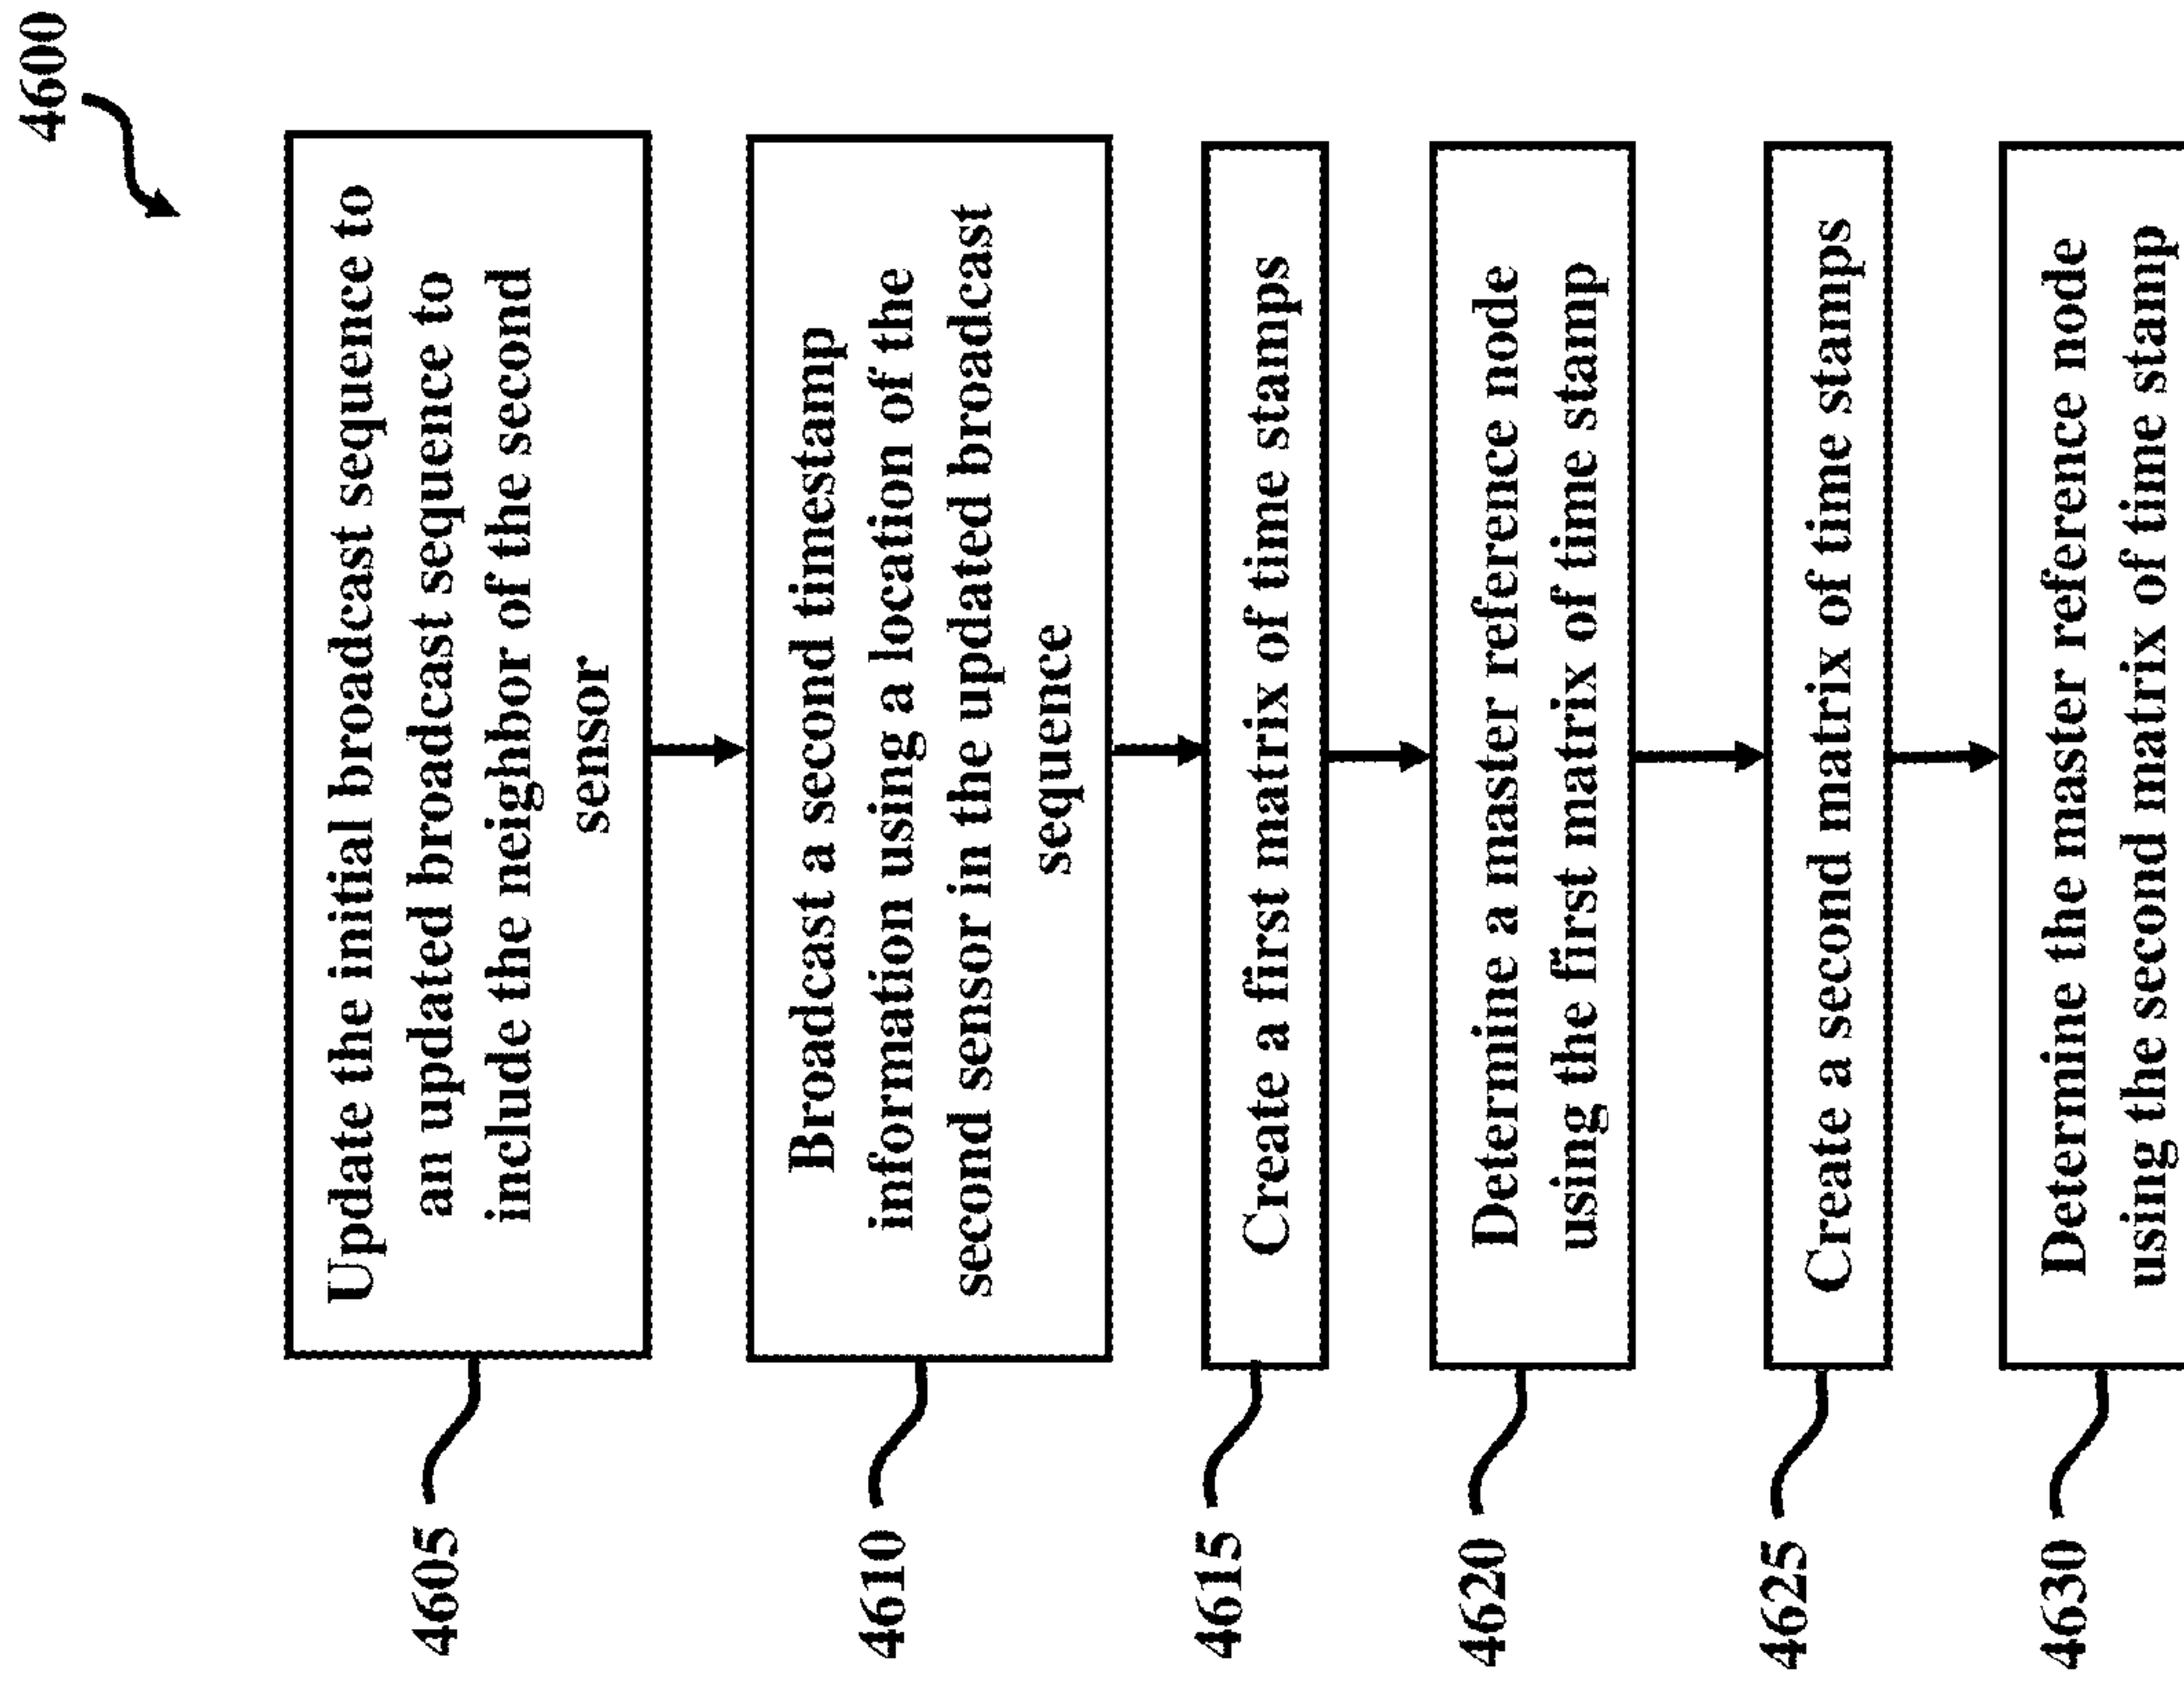 4600
4605
Update the initial broadcast sequence to
an updated broadcast sequence to
include the neighbor of the second
sensor
4610
Broadcast a second timestamp
information using a location of the
second sensor in the updated broadcast
sequence
4615
Create a first matrix of time stamps
4620
Determine a master reference node
using the first matrix of time stamp
4625
Create a second matrix of time stamps
4630
Determine the master reference node
using the second matrix of time stamp